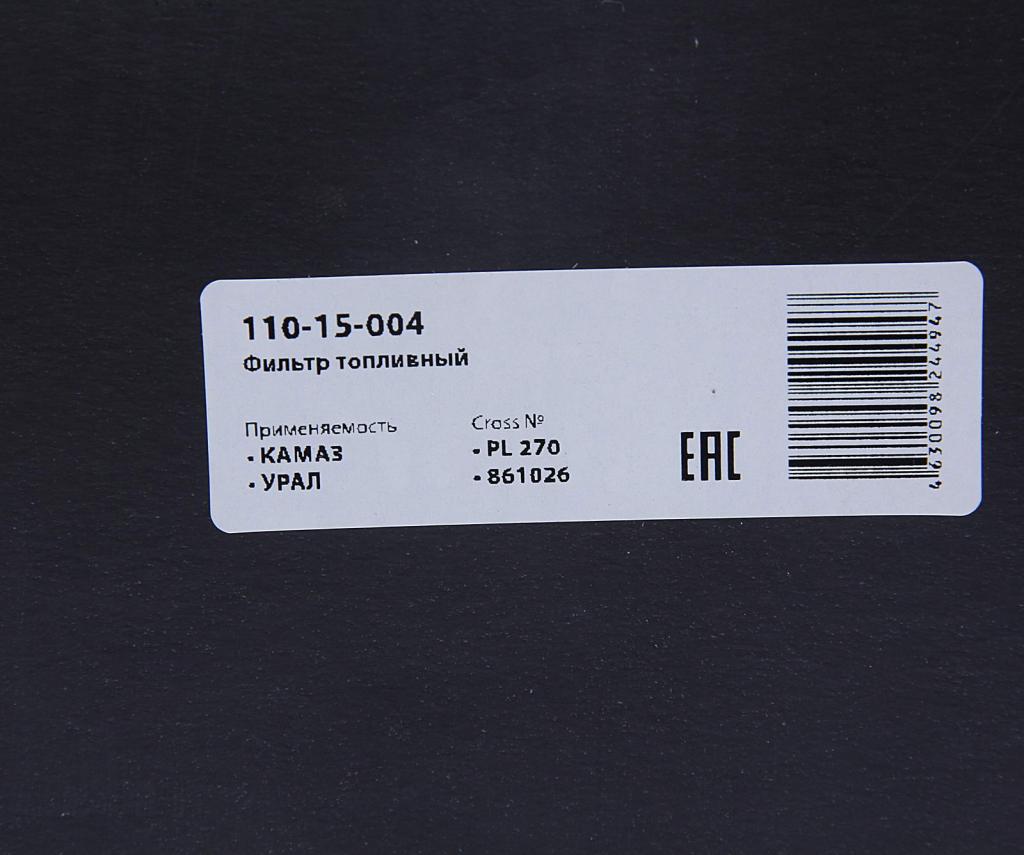 110-15-004
Фильтр топливный
Применяемость
• КАМАЗ
• УРАЛ
Cross №
• PL 270
• 861026
EAC
4630098244947